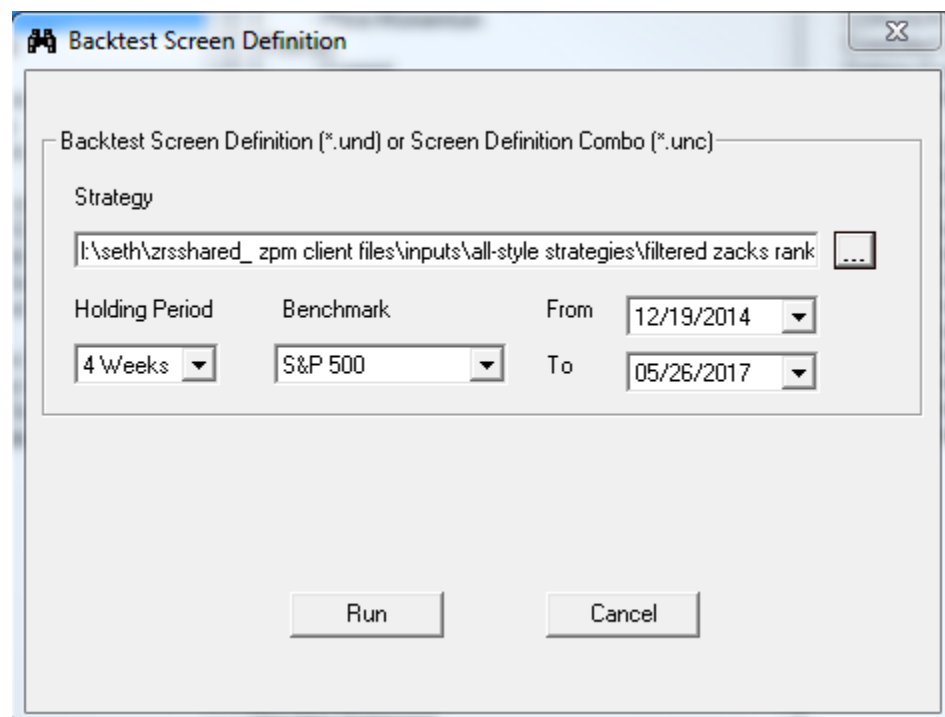 Backtest Screen Definition
Backtest Screen Definition (*.und) or Screen Definition Combo (*.unc)
Strategy
l:\seth\zrsshared_ zpm client files\inputs\all-style strategies\filtered zacks rank
...
Holding Period Benchmark From 12/19/2014
4 Weeks S&P 500 To 05/26/2017
Run Cancel